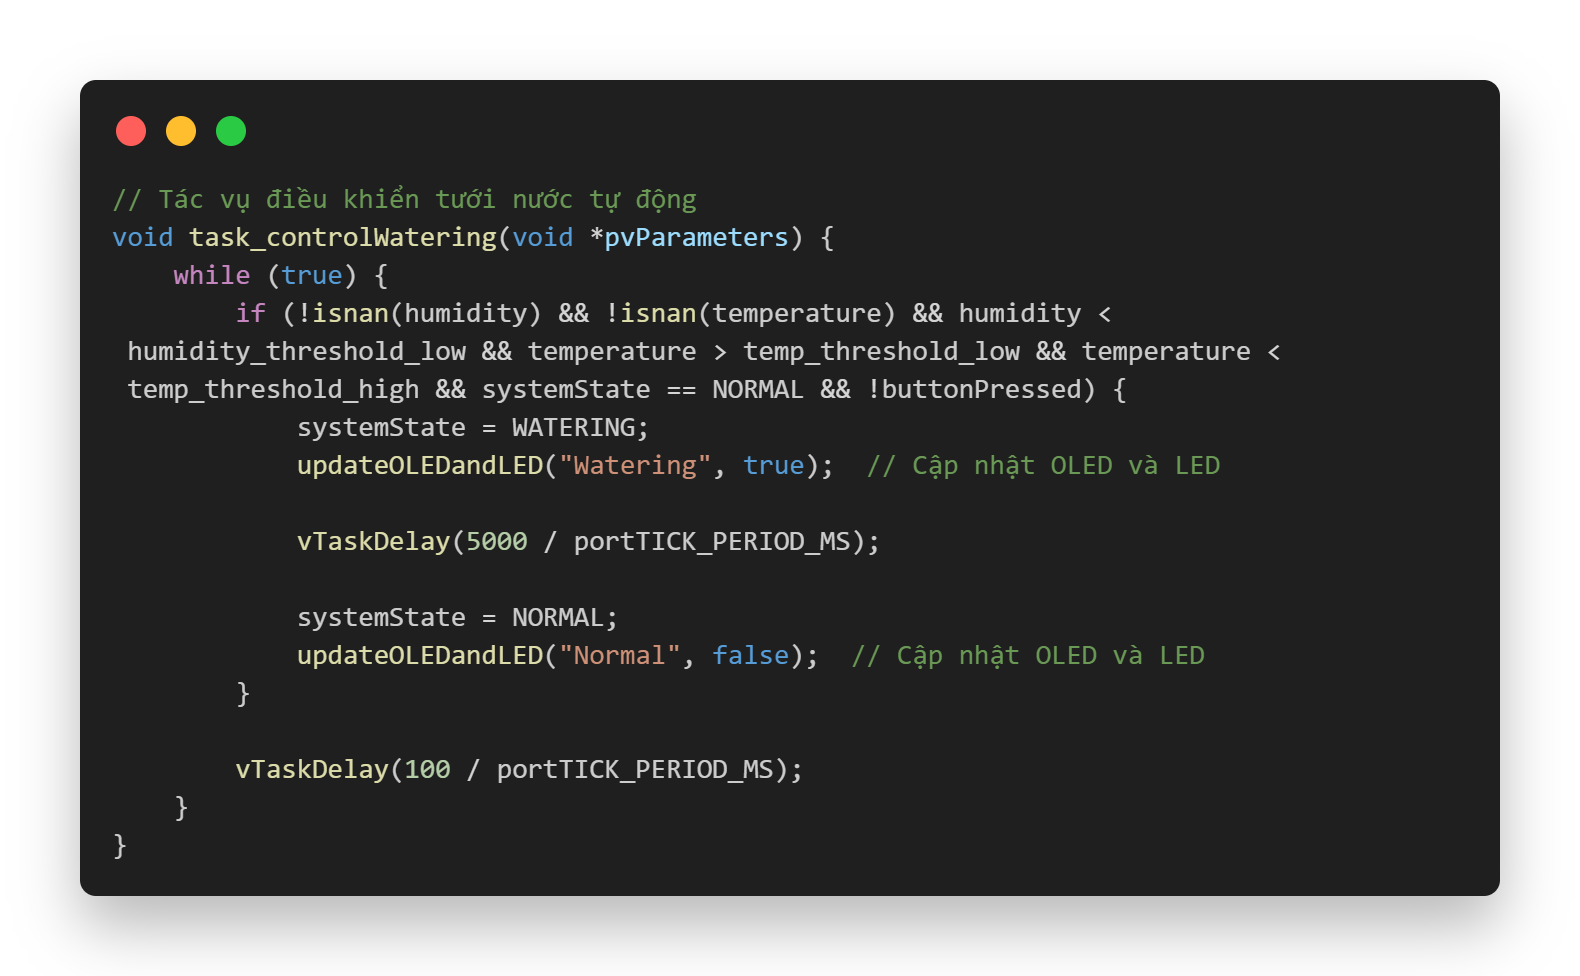 // Tác vụ điều khiển tưới nước tự động
void task_controlWatering(void *pvParameters) {
    while (true) {
        if (!isnan(humidity) && !isnan(temperature) && humidity <
 humidity_threshold_low && temperature > temp_threshold_low && temperature <
 temp_threshold_high && systemState == NORMAL && !buttonPressed) {
            systemState = WATERING;
            updateOLEDandLED("Watering", true);  // Cập nhật OLED và LED

            vTaskDelay(5000 / portTICK_PERIOD_MS);

            systemState = NORMAL;
            updateOLEDandLED("Normal", false);  // Cập nhật OLED và LED
        }

        vTaskDelay(100 / portTICK_PERIOD_MS);
    }
}